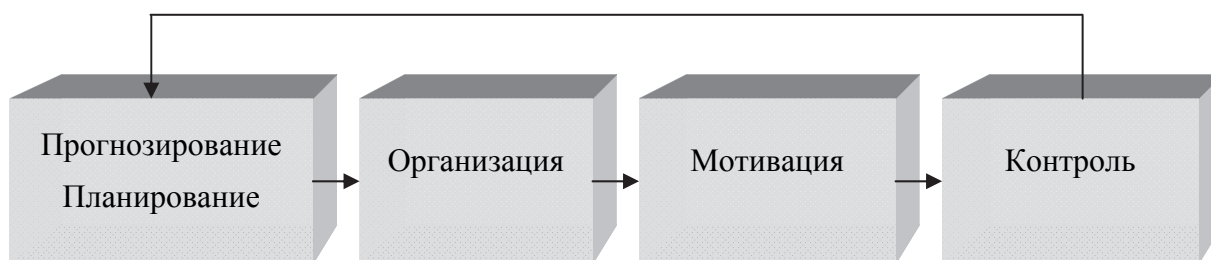 Прогнозирование
Планирование
Организация
Мотивация
Контроль